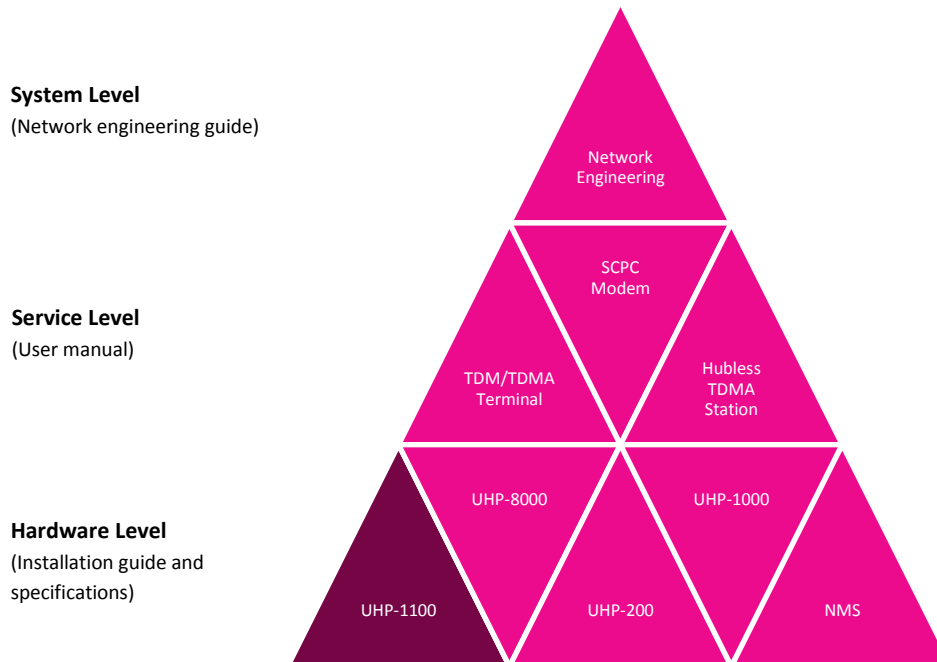 System Level
(Network engineering guide)
Network
Engineering
Service Level
(User manual)
SCPC
Modem
TDM/TDMA
Terminal
Hubless
TDMA
Station
Hardware Level
(Installation guide and
specifications)
UHP-8000
UHP-1000
UHP-1100
UHP-200
NMS